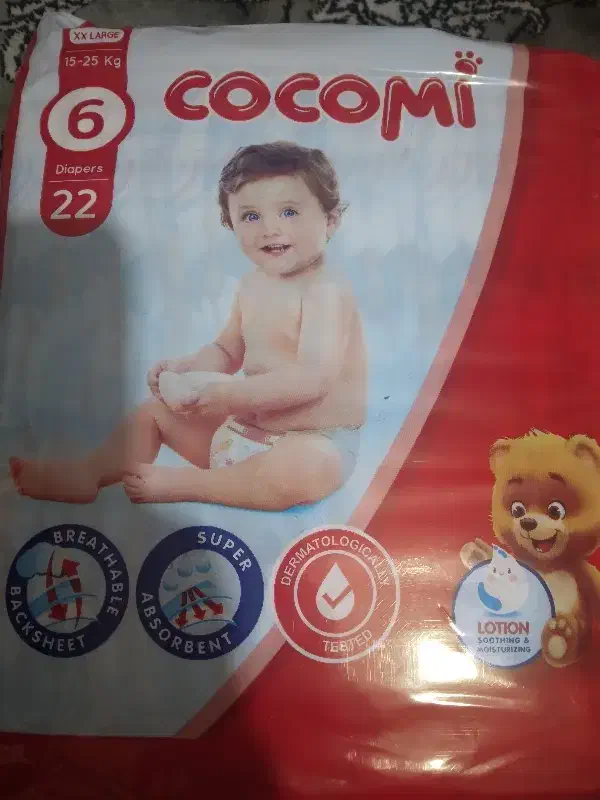 XX LARGE
15-25 Kg
6
Diapers
22
COCOMi
BREATHABLE
BACKSHEET
SUPER
ABSORBENT
DERMATOLOGICALLY
TESTED
LOTION
SOOTHING &
MOISTURIZING